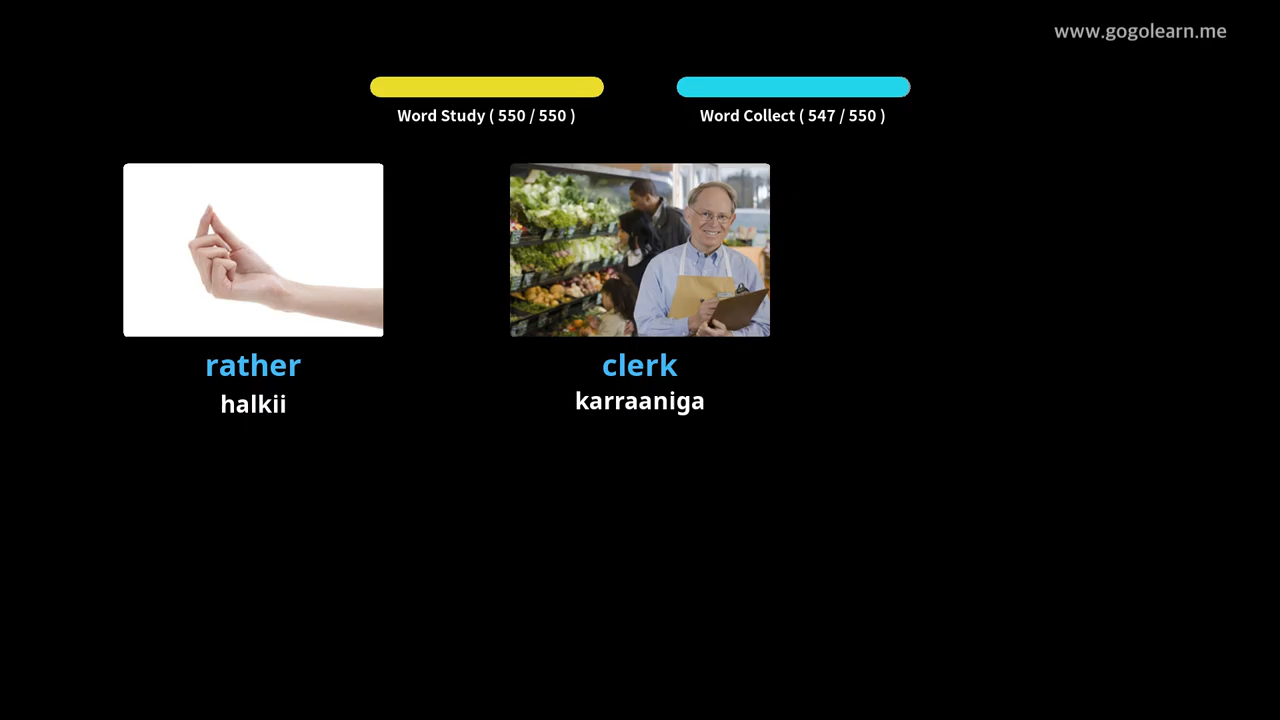 www.gogolearn.me
Word Study ( 550 / 550 )
Word Collect ( 547 / 550 )
rather
halkii
clerk
karraaniga